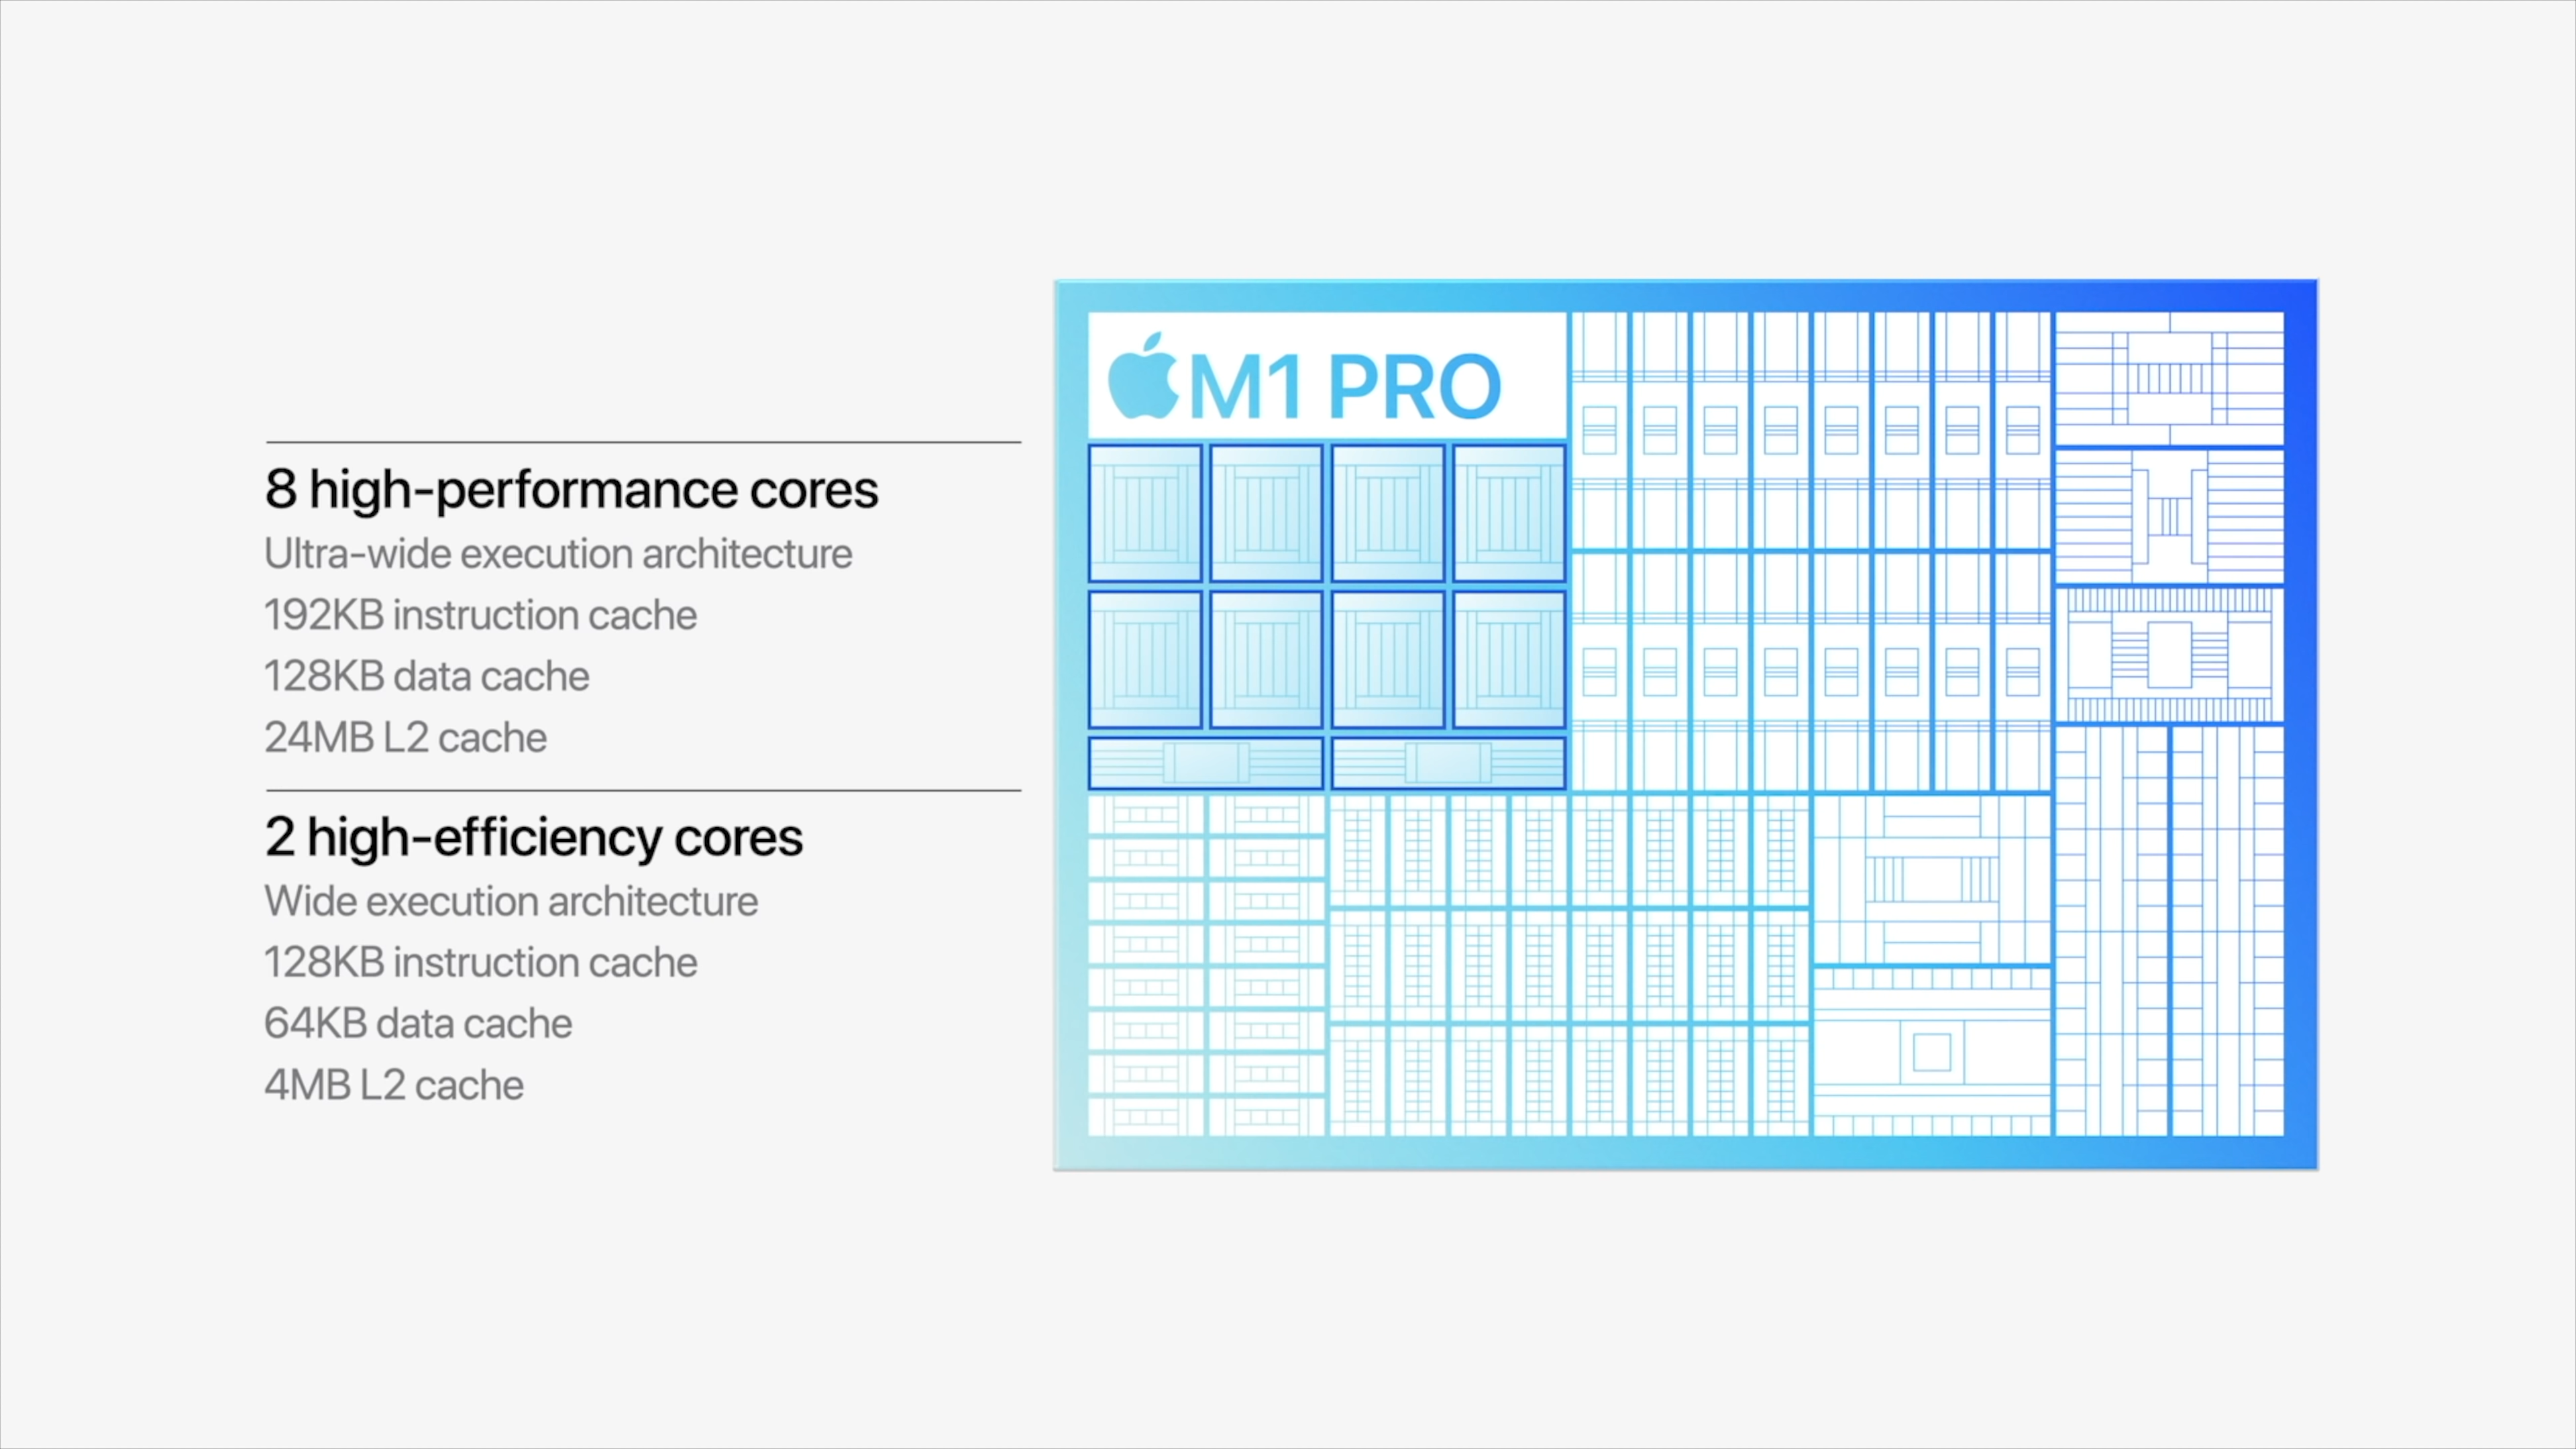 8 high-performance cores
Ultra-wide execution architecture
192KB instruction cache
128KB data cache
24MB L2 cache
2 high-efficiency cores
Wide execution architecture
128KB instruction cache
64KB data cache
4MB L2 cache
M1 PRO